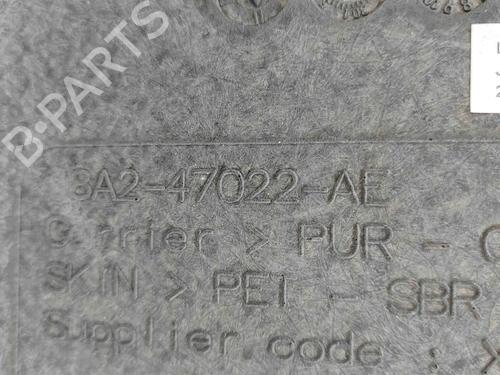 B-PARTS
8A2-47022-AE
Carrier > PUR - 
SKIN > PET - SBR
Supplier code :